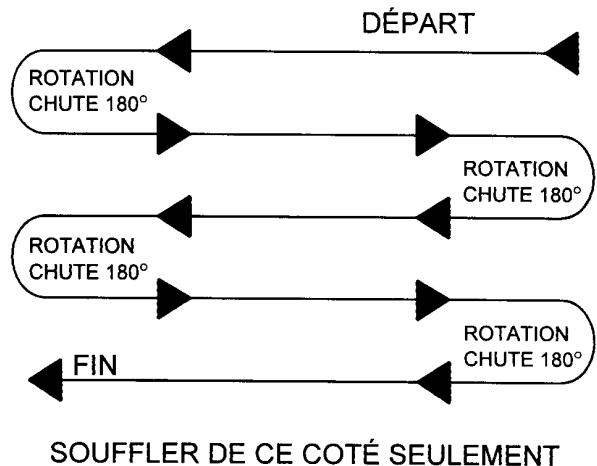 DÉPART
ROTATION
CHUTE 180°
ROTATION
CHUTE 180°
ROTATION
CHUTE 180°
ROTATION
CHUTE 180°
FIN
SOUFFLER DE CE COTÉ SEULEMENT